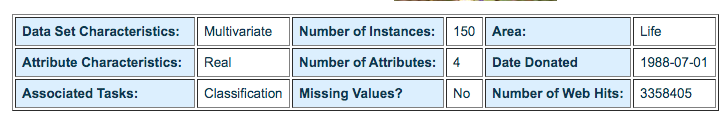 Data Set Characteristics: Multivariate Number of Instances: 150 Area: Life
Attribute Characteristics: Real Number of Attributes: 4 Date Donated 1988-07-01
Associated Tasks: Classification Missing Values? No Number of Web Hits: 3358405